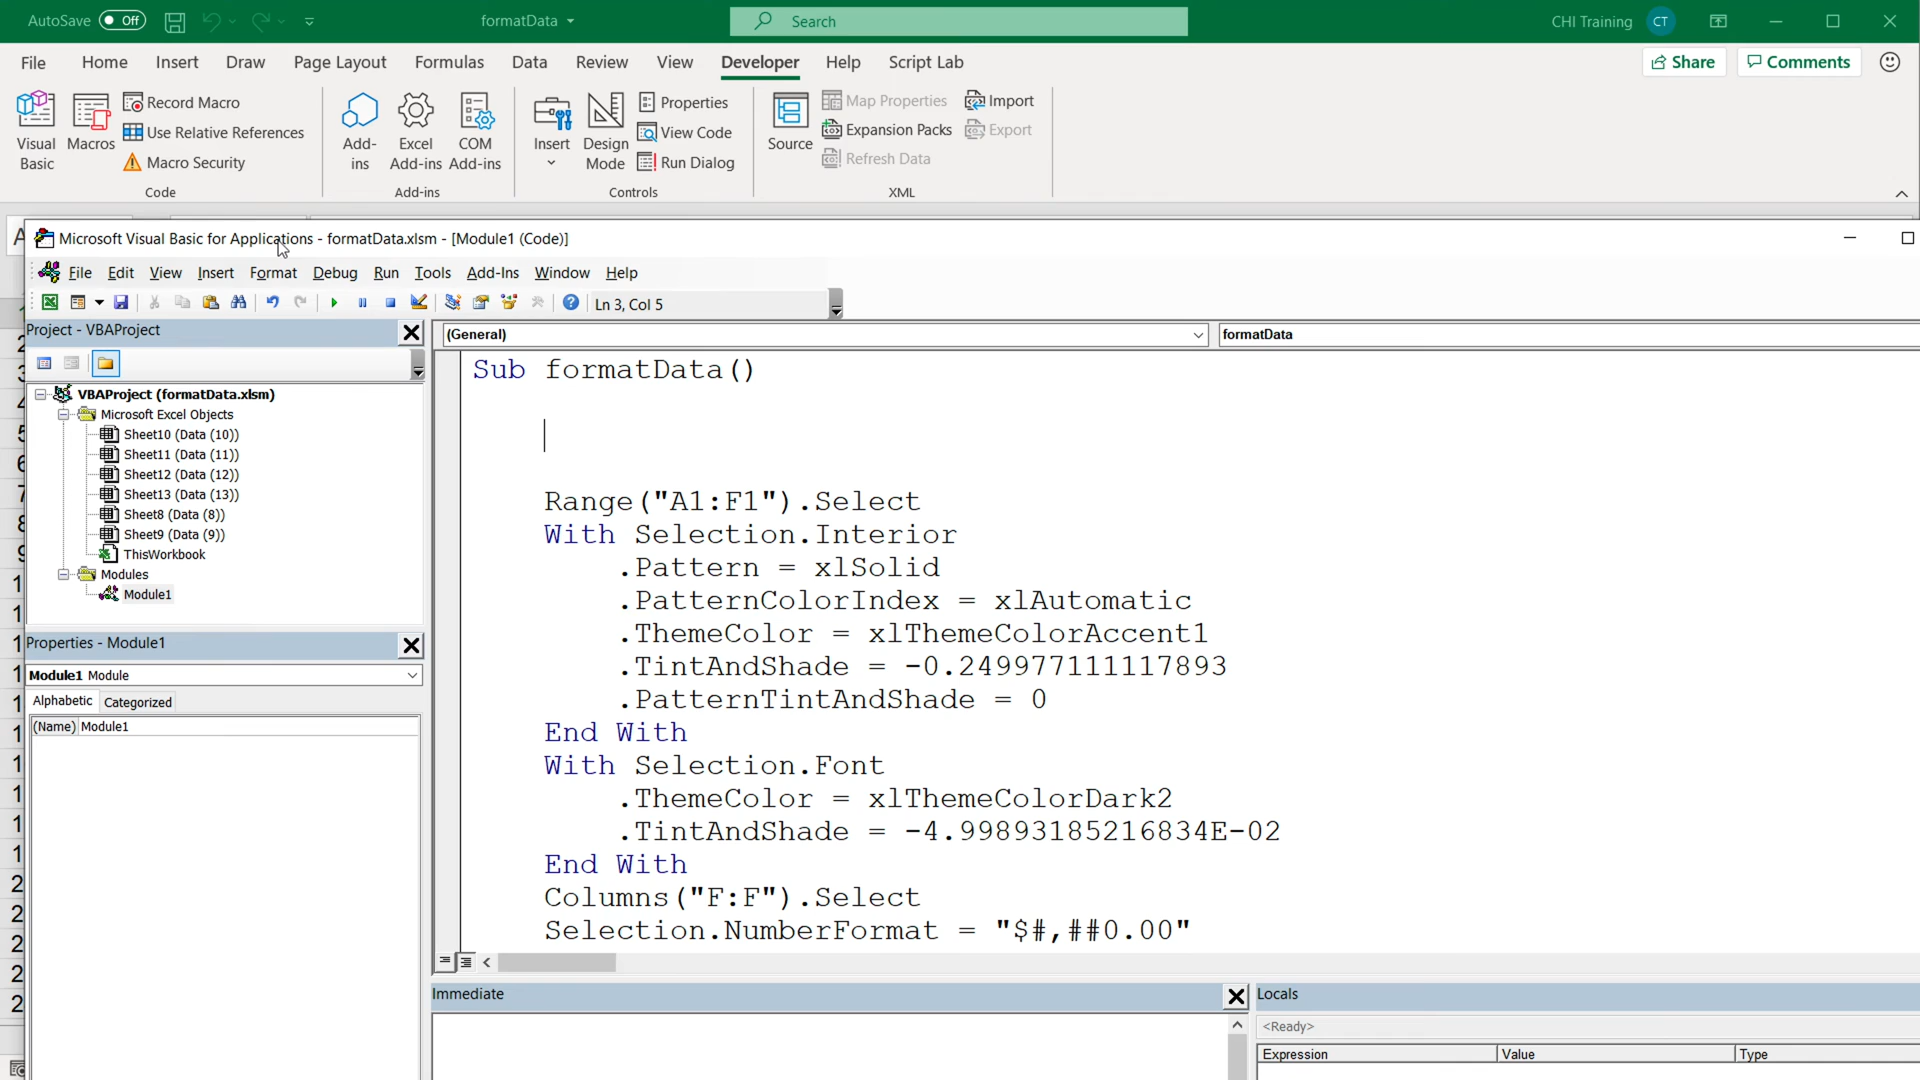 AutoSave Off formatData Search CHI Training CT
File Home Insert Draw Page Layout Formulas Data Review View Developer Help Script Lab Share Comments
Visual Basic
Macros
Record Macro
Use Relative References
Macro Security
Code
Add-ins
Excel Add-ins
COM Add-ins
Add-ins
Insert
Design Mode
Properties
View Code
Run Dialog
Controls
Source
Map Properties
Expansion Packs
Refresh Data
Import
Export
XML
Microsoft Visual Basic for Applications - formatData.xlsm - [Module1 (Code)]
File Edit View Insert Format Debug Run Tools Add-Ins Window Help
Ln 3, Col 5
Project - VBAProject
VBAProject (formatData.xlsm)
Microsoft Excel Objects
Sheet10 (Data (10))
Sheet11 (Data (11))
Sheet12 (Data (12))
Sheet13 (Data (13))
Sheet8 (Data (8))
Sheet9 (Data (9))
ThisWorkbook
Modules
Module1
Properties - Module1
Module1 Module
Alphabetic Categorized
(Name) Module1
(General) formatData
Sub formatData()
Range("A1:F1").Select
With Selection.Interior
.Pattern = xlSolid
.PatternColorIndex = xlAutomatic
.ThemeColor = xlThemeColorAccent1
.TintAndShade = -0.249977111117893
.PatternTintAndShade = 0
End With
With Selection.Font
.ThemeColor = xlThemeColorDark2
.TintAndShade = -4.99893185216834E-02
End With
Columns("F:F").Select
Selection.NumberFormat = "$#,##0.00"
Immediate
Locals
<Ready>
Expression Value Type